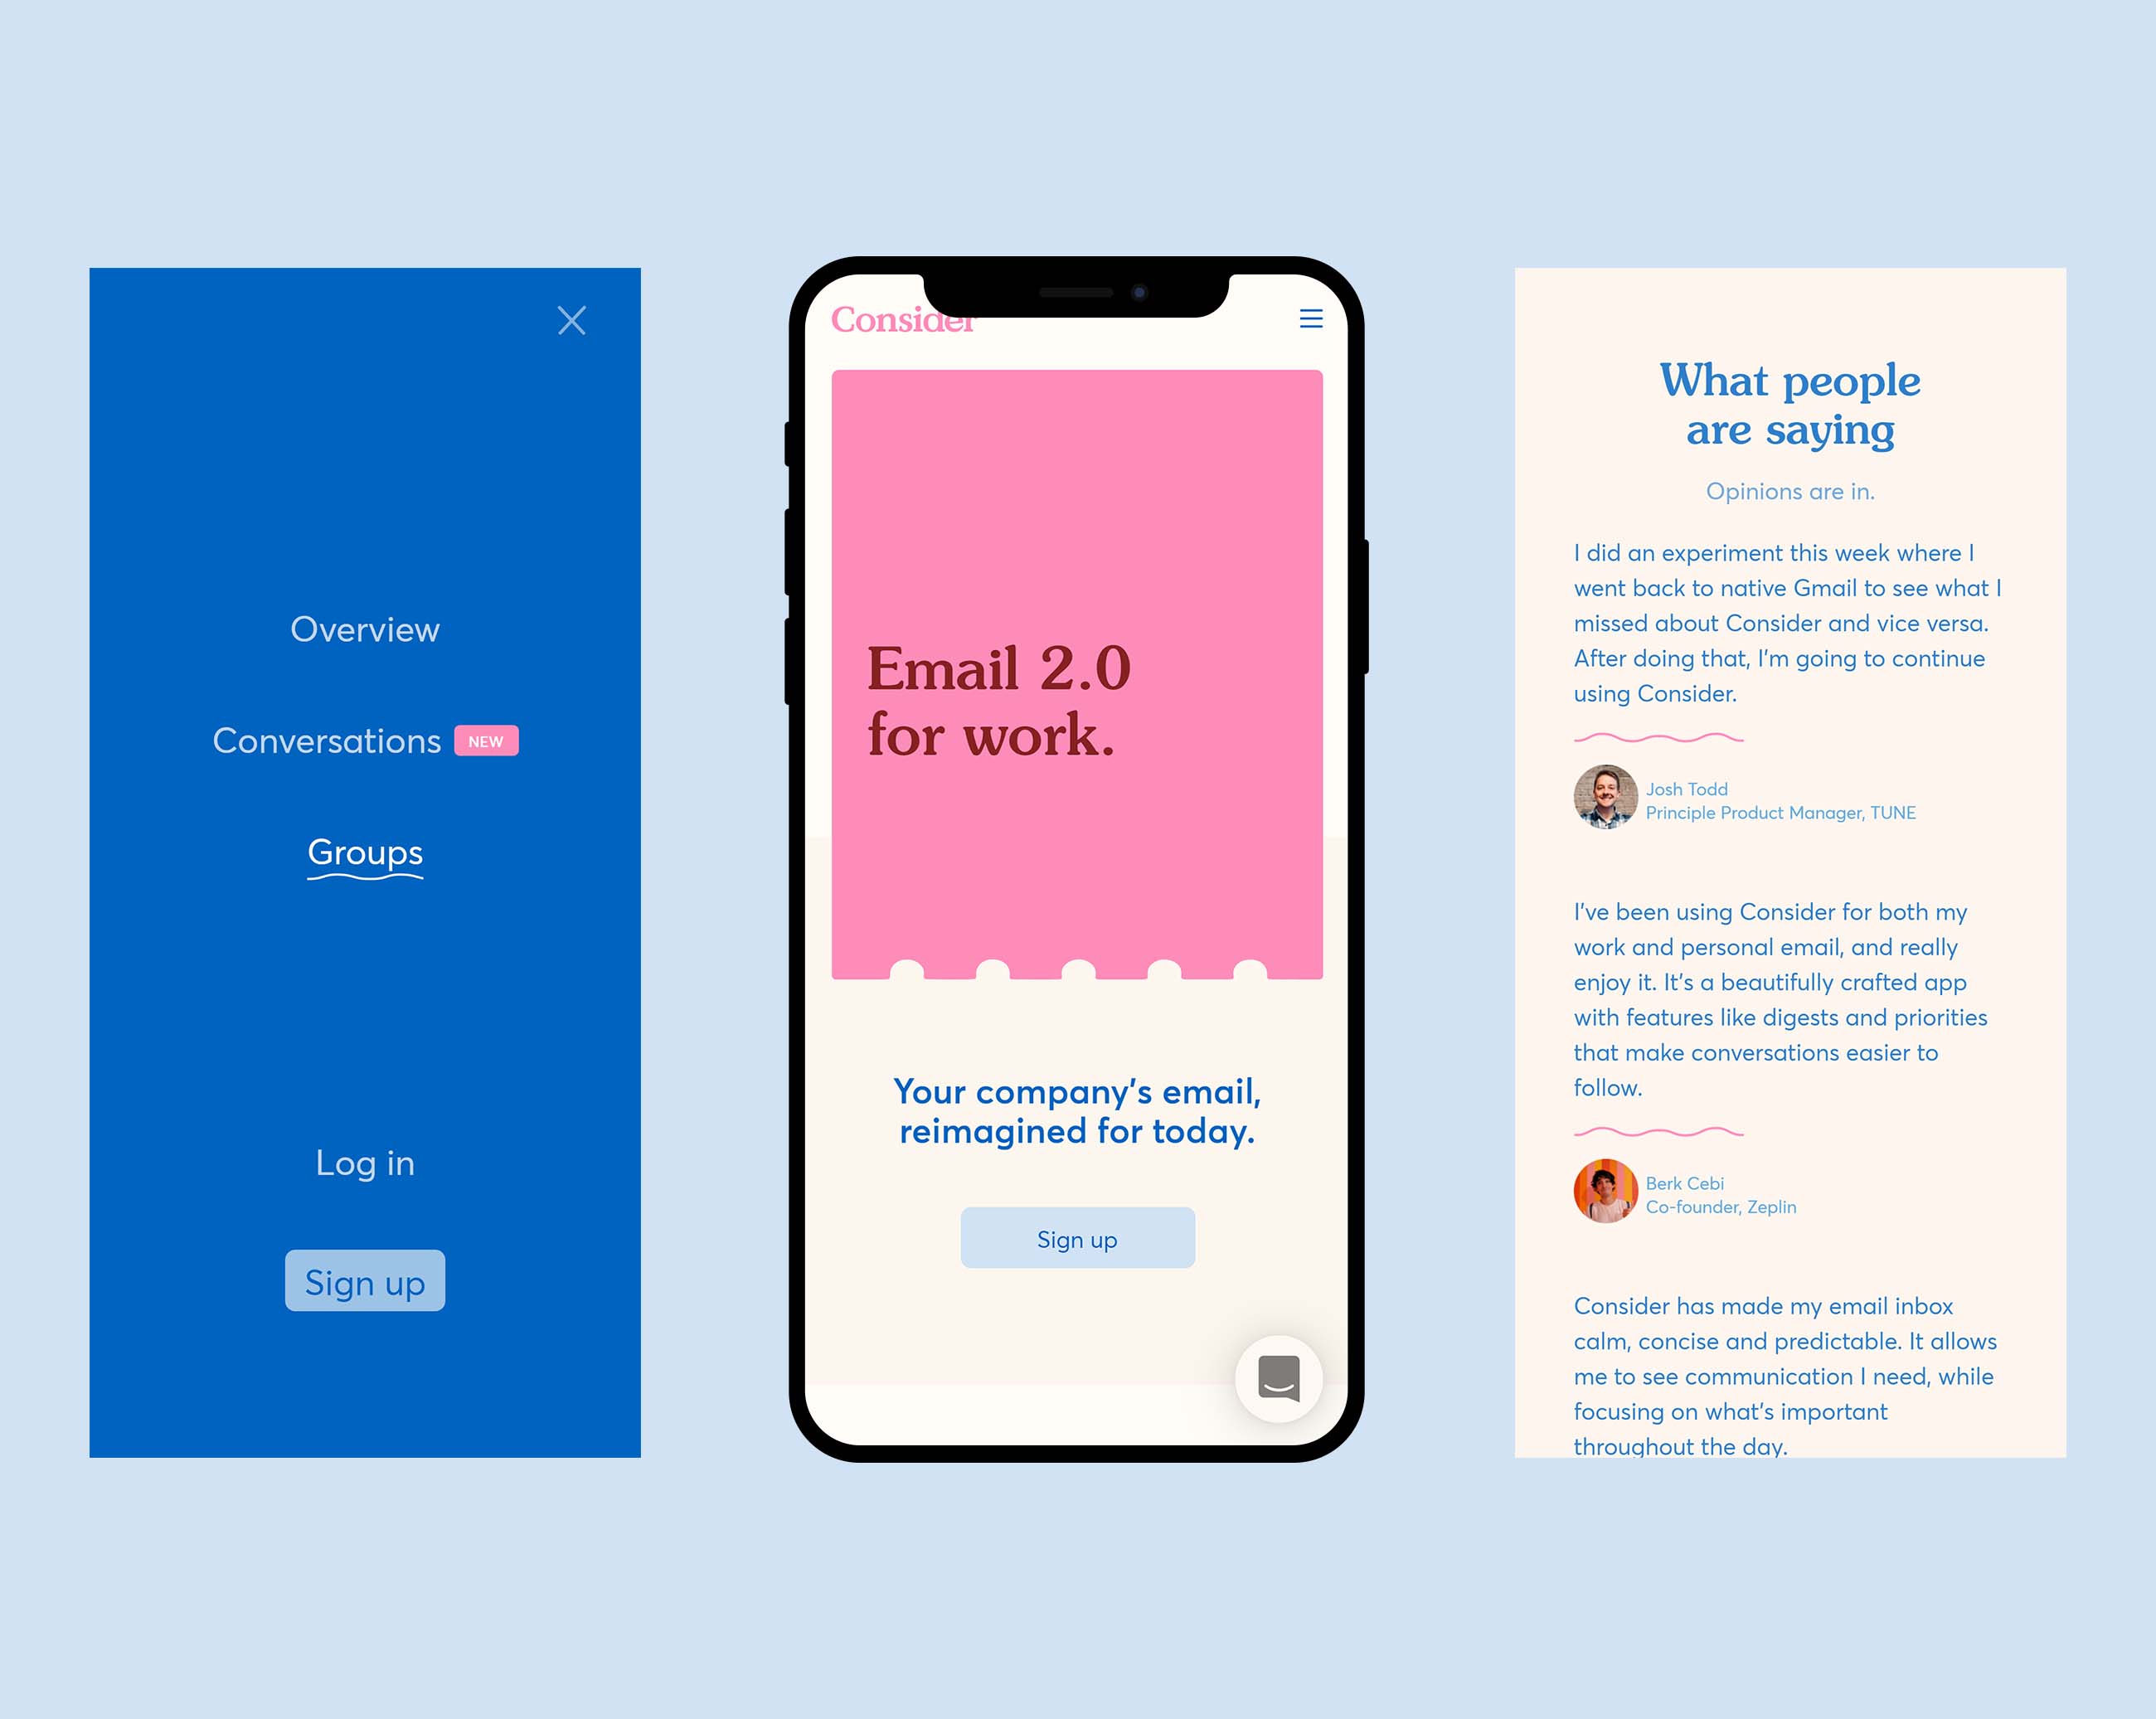 Overview
Conversations NEW
Groups
Log in
Sign up
Consider
Email 2.0
for work.
Your company's email,
reimagined for today.
Sign up
What people
are saying
Opinions are in.
I did an experiment this week where I
went back to native Gmail to see what I
missed about Consider and vice versa.
After doing that, I'm going to continue
using Consider.
Josh Todd
Principle Product Manager, TUNE
I've been using Consider for both my
work and personal email, and really
enjoy it. It's a beautifully crafted app
with features like digests and priorities
that make conversations easier to
follow.
Berk Cebi
Co-founder, Zeplin
Consider has made my email inbox
calm, concise and predictable. It allows
me to see communication I need, while
focusing on what's important
throughout the day.